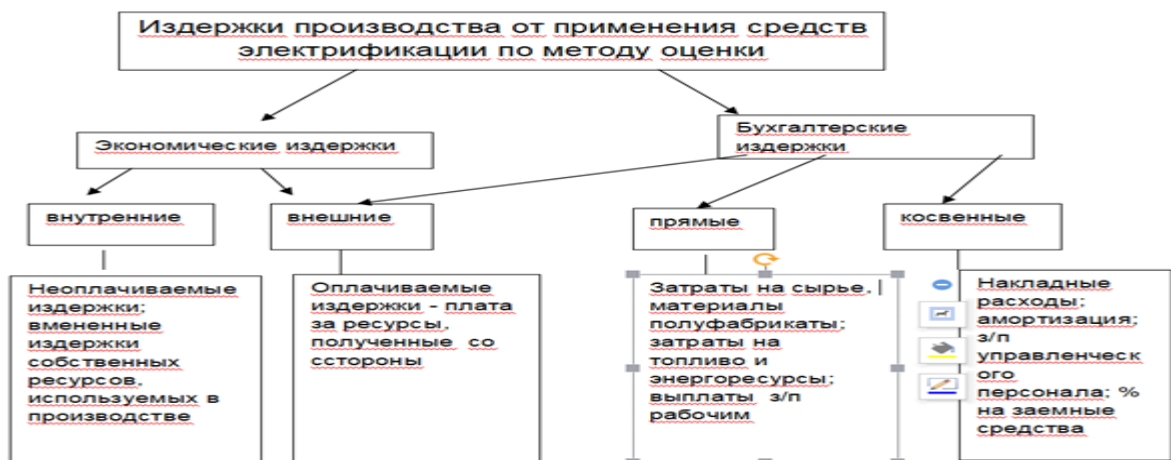 Издержки производства от применения средств
электрификации по методу оценки
Экономические издержки
Бухгалтерские
издержки
внутренние
внешние
прямые
косвенные
Неоплачиваемые
издержки;
вмененные
издержки
собственных
ресурсов,
используемых в
производстве
Оплачиваемые
издержки - плата
за ресурсы,
полученные со
сстороны
Затраты на сырье,
материалы
полуфабрикаты;
затраты на
топливо и
энергоресурсы;
выплаты з/п
рабочим
Накладные
расходы;
амортизация;
з/п
управленческ
ого
персонала; %
на заемные
средства